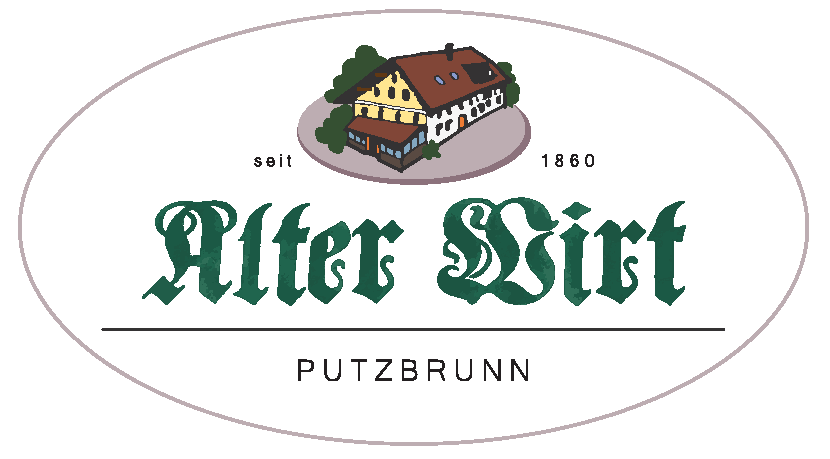 seit 1860
Alter Wirt
PUTZBRUNN